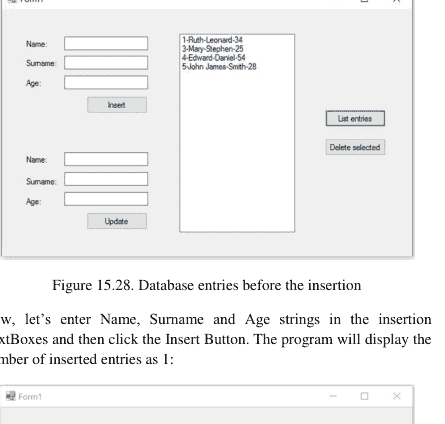 Form1
Name:
Surname:
Age:
Insert
1-Ruth-Leonard-34
3-Mary-Stephen-25
4-Edward-Daniel-54
5-John James-Smith-28
List entries
Delete selected
Name:
Surname:
Age:
Update
Figure 15.28. Database entries before the insertion
w, let's enter Name, Surname and Age strings in the insertion
xtBoxes and then click the Insert Button. The program will display the
mber of inserted entries as 1:
Form1